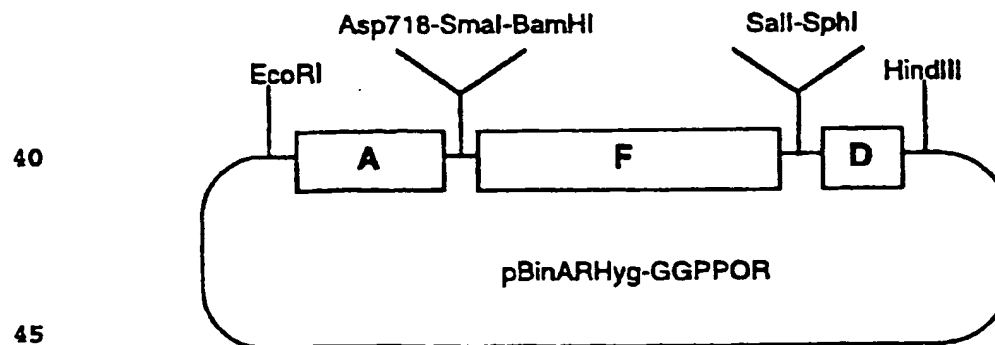 Asp718-SmaI-BamHI
SalI-SphI
EcoRI
HindIII
40
A
F
D
pBinARHyg-GGPPOR
45